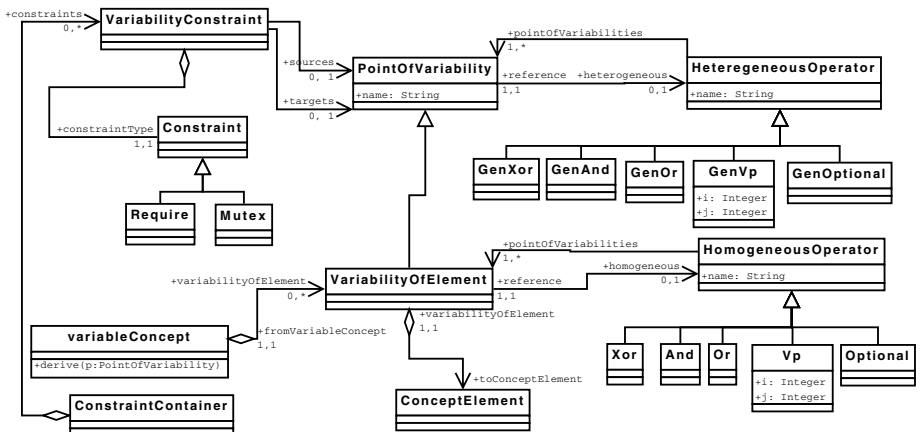 +constraints
0,*
VariabilityConstraint
+sources
0, 1
+targets
0, 1
PointOfVariability
+name: String
+pointOfVariabilities
1,*
+reference
1,1
+heterogeneous
0,1
HeteregeneousOperator
+name: String
+constraintType
1,1
Constraint
Require
Mutex
GenXor
GenAnd
GenOr
GenVp
+i: Integer
+j: Integer
GenOptional
+variabilityOfElement
0,*
VariabilityOfElement
+pointOfVariabilities
1,*
+reference
1,1
+homogeneous
0,1
HomogeneousOperator
+name: String
variableConcept
+derive(p:PointOfVariability)
+fromVariableConcept
1,1
+variabilityOfElement
1,1
Xor
And
Or
Vp
+i: Integer
+j: Integer
Optional
+toConceptElement
ConceptElement
ConstraintContainer